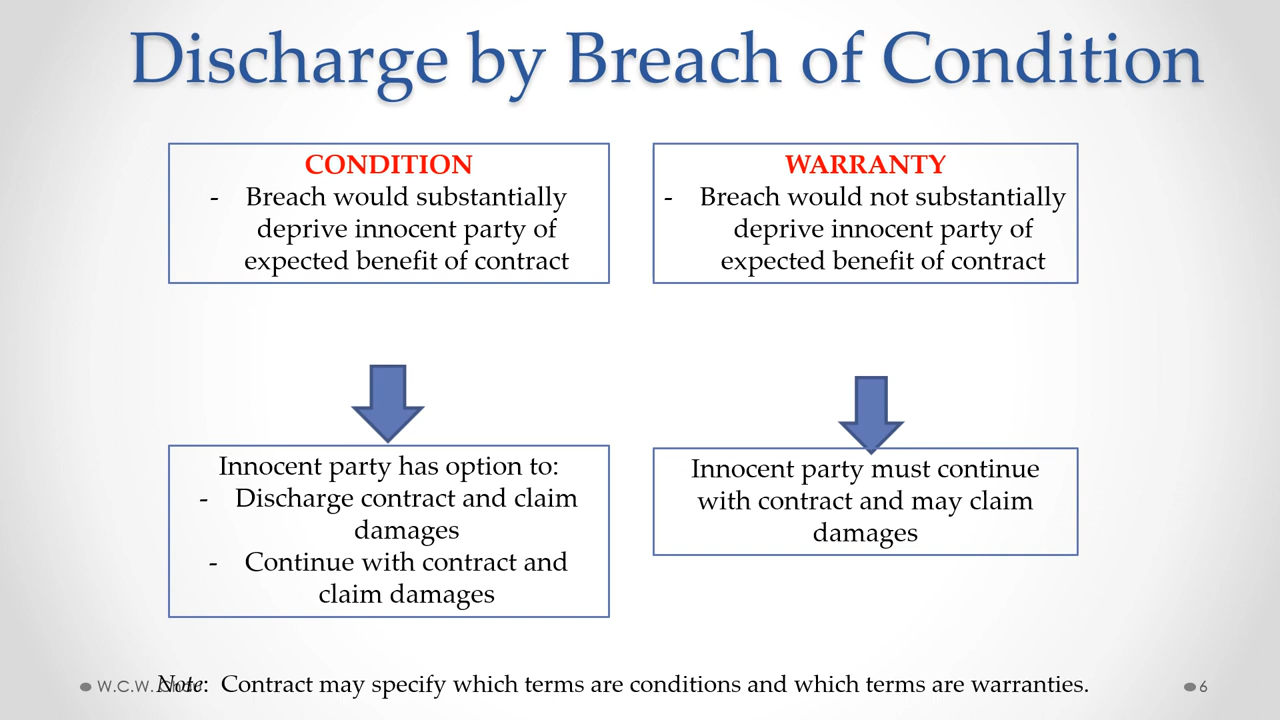 Discharge by Breach of Condition
CONDITION
- Breach would substantially
deprive innocent party of
expected benefit of contract
WARRANTY
- Breach would not substantially
deprive innocent party of
expected benefit of contract
Innocent party has option to:
- Discharge contract and claim
damages
- Continue with contract and
claim damages
Innocent party must continue
with contract and may claim
damages
W.C.W.
Note: Contract may specify which terms are conditions and which terms are warranties.
6